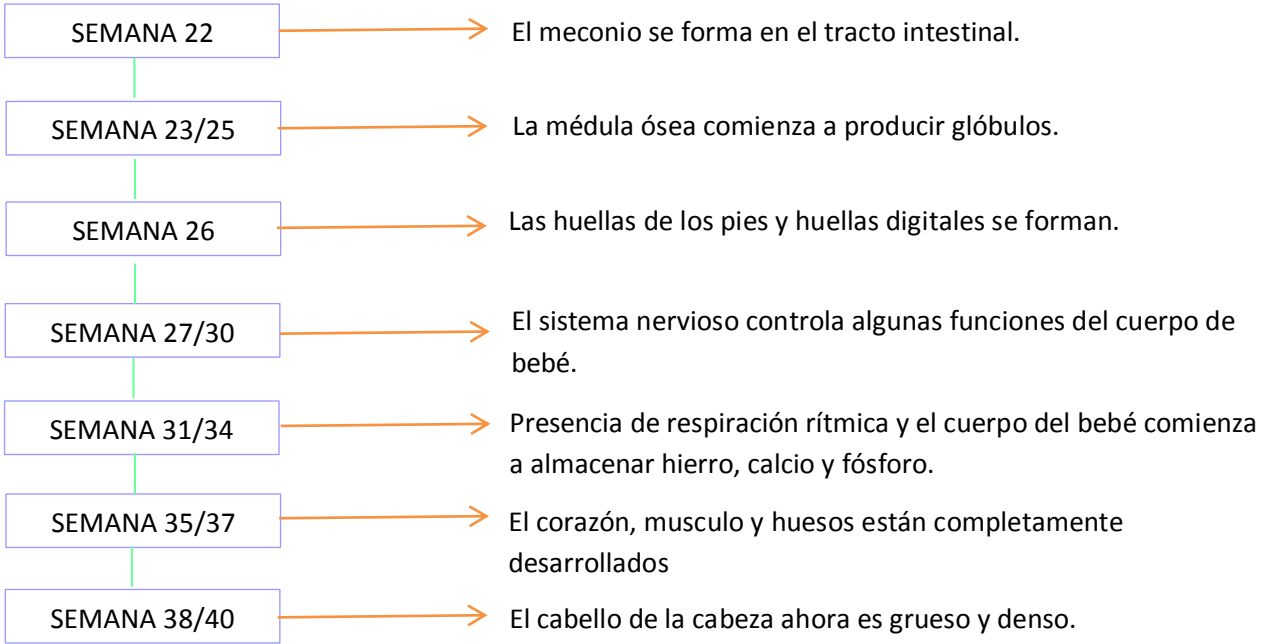 SEMANA 22
El meconio se forma en el tracto intestinal.
SEMANA 23/25
La médula ósea comienza a producir glóbulos.
SEMANA 26
Las huellas de los pies y huellas digitales se forman.
SEMANA 27/30
El sistema nervioso controla algunas funciones del cuerpo de
bebé.
SEMANA 31/34
Presencia de respiración rítmica y el cuerpo del bebé comienza
a almacenar hierro, calcio y fósforo.
SEMANA 35/37
El corazón, musculo y huesos están completamente
desarrollados
SEMANA 38/40
El cabello de la cabeza ahora es grueso y denso.